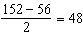 (152 − 56) / 2 = 48